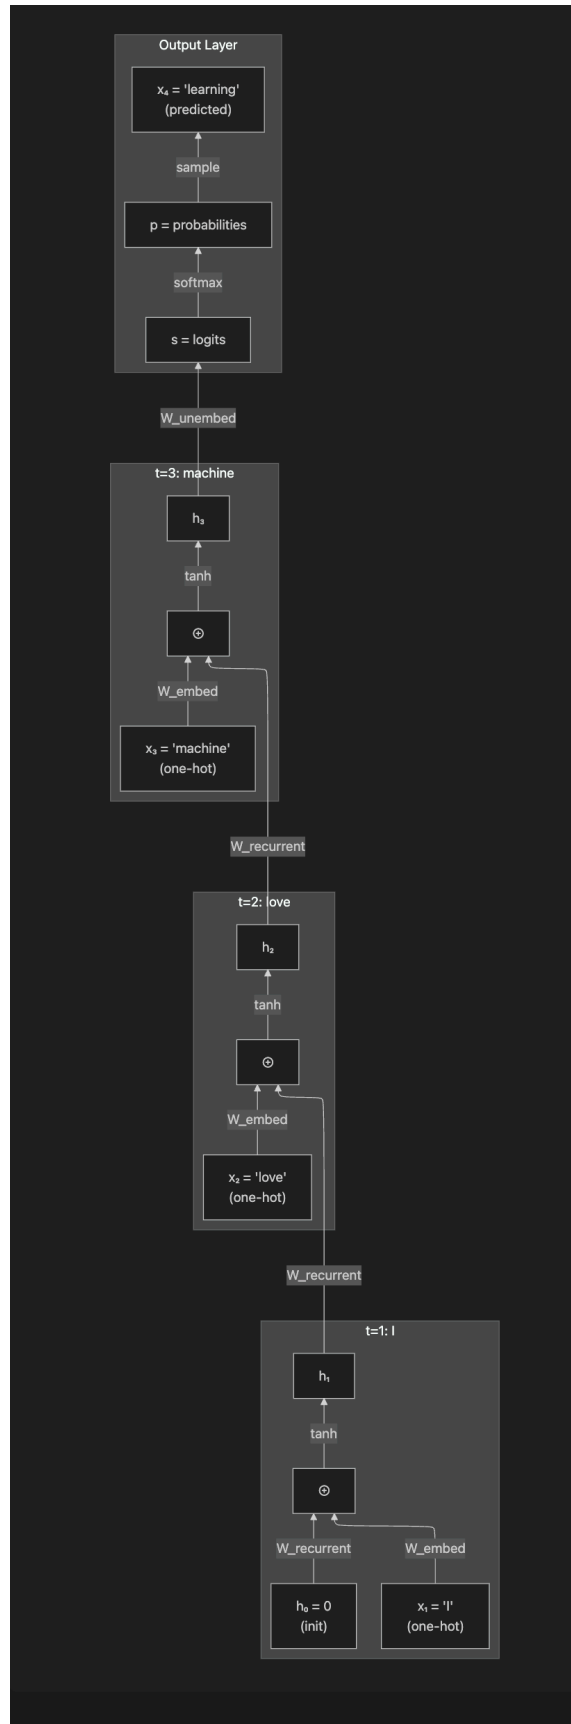 Output Layer
x₄ = 'learning'
(predicted)
sample
p = probabilities
softmax
s = logits
W_unembed
t=3: machine
h₃
tanh
⊕
W_embed
x₃ = 'machine'
(one-hot)
W_recurrent
t=2: love
h₂
tanh
⊕
W_embed
x₂ = 'love'
(one-hot)
W_recurrent
t=1: I
h₁
tanh
⊕
W_recurrent
W_embed
h₀ = 0
(init)
x₁ = 'I'
(one-hot)